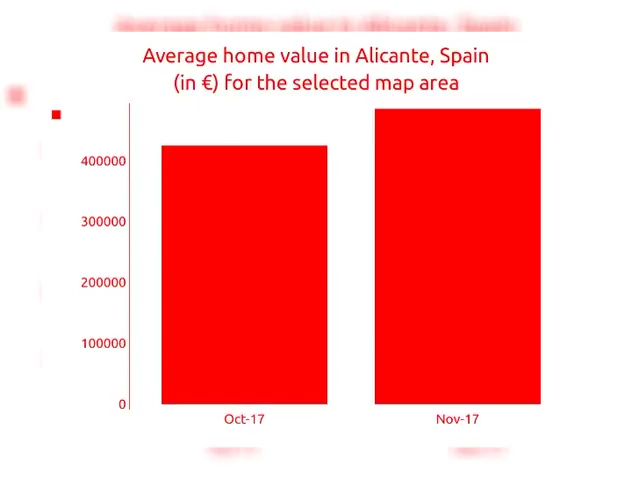 Average home value in Alicante, Spain
(in €) for the selected map area
400000
300000
200000
100000
0
Oct-17
Nov-17